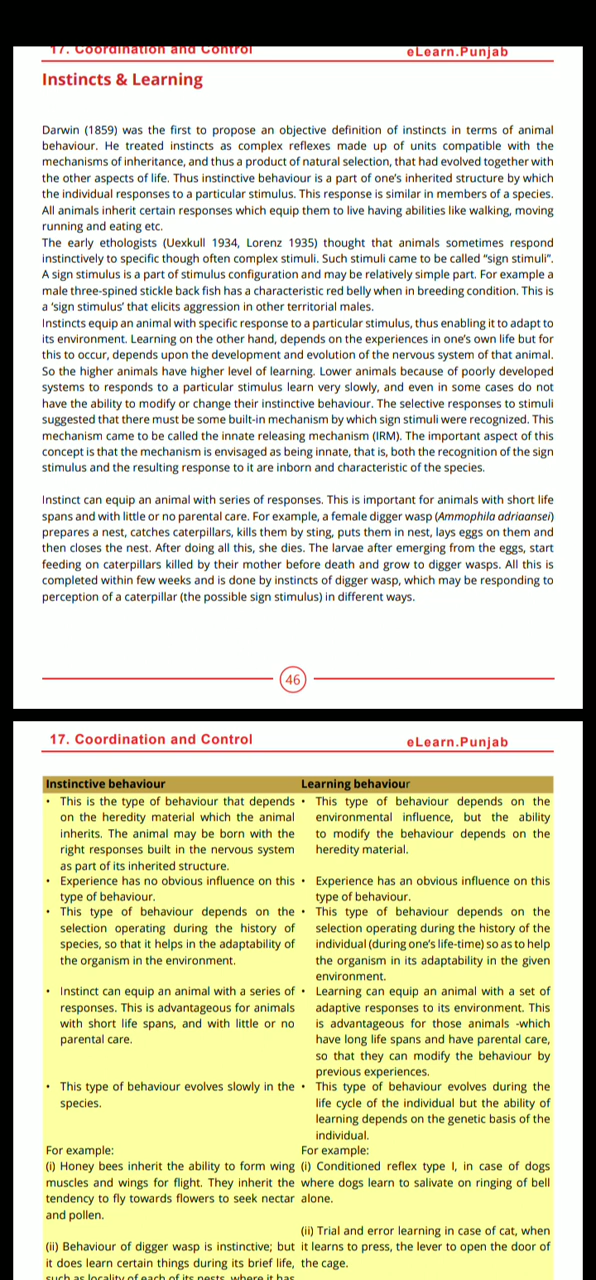 17. Coordination and Control
eLearn.Punjab
Instincts & Learning
Darwin (1859) was the first to propose an objective definition of instincts in terms of animal
behaviour. He treated instincts as complex reflexes made up of units compatible with the
mechanisms of inheritance, and thus a product of natural selection, that had evolved together with
the other aspects of life. Thus instinctive behaviour is a part of one's inherited structure by which
the individual responses to a particular stimulus. This response is similar in members of a species.
All animals inherit certain responses which equip them to live having abilities like walking, moving
running and eating etc.
The early ethologists (Uexkull 1934, Lorenz 1935) thought that animals sometimes respond
instinctively to specific though often complex stimuli. Such stimuli came to be called “sign stimuli”.
A sign stimulus is a part of stimulus configuration and may be relatively simple part. For example a
male three-spined stickle back fish has a characteristic red belly when in breeding condition. This is
a ‘sign stimulus’ that elicits aggression in other territorial males.
Instincts equip an animal with specific response to a particular stimulus, thus enabling it to adapt to
its environment. Learning on the other hand, depends on the experiences in one's own life but for
this to occur, depends upon the development and evolution of the nervous system of that animal.
So the higher animals have higher level of learning. Lower animals because of poorly developed
systems to responds to a particular stimulus learn very slowly, and even in some cases do not
have the ability to modify or change their instinctive behaviour. The selective responses to stimuli
suggested that there must be some built-in mechanism by which sign stimuli were recognized. This
mechanism came to be called the innate releasing mechanism (IRM). The important aspect of this
concept is that the mechanism is envisaged as being innate, that is, both the recognition of the sign
stimulus and the resulting response to it are inborn and characteristic of the species.
Instinct can equip an animal with series of responses. This is important for animals with short life
spans and with little or no parental care. For example, a female digger wasp (Ammophila adriaansei)
prepares a nest, catches caterpillars, kills them by sting, puts them in nest, lays eggs on them and
then closes the nest. After doing all this, she dies. The larvae after emerging from the eggs, start
feeding on caterpillars killed by their mother before death and grow to digger wasps. All this is
completed within few weeks and is done by instincts of digger wasp, which may be responding to
perception of a caterpillar (the possible sign stimulus) in different ways.
46
17. Coordination and Control
eLearn.Punjab
Instinctive behaviour
• This is the type of behaviour that depends
on the heredity material which the animal
inherits. The animal may be born with the
right responses built in the nervous system
as part of its inherited structure.
• Experience has no obvious influence on this
type of behaviour.
• This type of behaviour depends on the
selection operating during the history of
species, so that it helps in the adaptability of
the organism in the environment.
• Instinct can equip an animal with a series of
responses. This is advantageous for animals
with short life spans, and with little or no
parental care.
• This type of behaviour evolves slowly in the
species.
For example:
(i) Honey bees inherit the ability to form wing
muscles and wings for flight. They inherit the
tendency to fly towards flowers to seek nectar
and pollen.
(ii) Behaviour of digger wasp is instinctive; but
it does learn certain things during its brief life,
such as locality of each of its nests, where it has
Learning behaviour
• This type of behaviour depends on the
environmental influence, but the ability
to modify the behaviour depends on the
heredity material.
• Experience has an obvious influence on this
type of behaviour.
• This type of behaviour depends on the
selection operating during the history of the
individual (during one's life-time) so as to help
the organism in its adaptability in the given
environment.
• Learning can equip an animal with a set of
adaptive responses to its environment. This
is advantageous for those animals -which
have long life spans and have parental care,
so that they can modify the behaviour by
previous experiences.
• This type of behaviour evolves during the
life cycle of the individual but the ability of
learning depends on the genetic basis of the
individual.
For example:
(i) Conditioned reflex type I, in case of dogs
where dogs learn to salivate on ringing of bell
alone.
(ii) Trial and error learning in case of cat, when
it learns to press, the lever to open the door of
the cage.